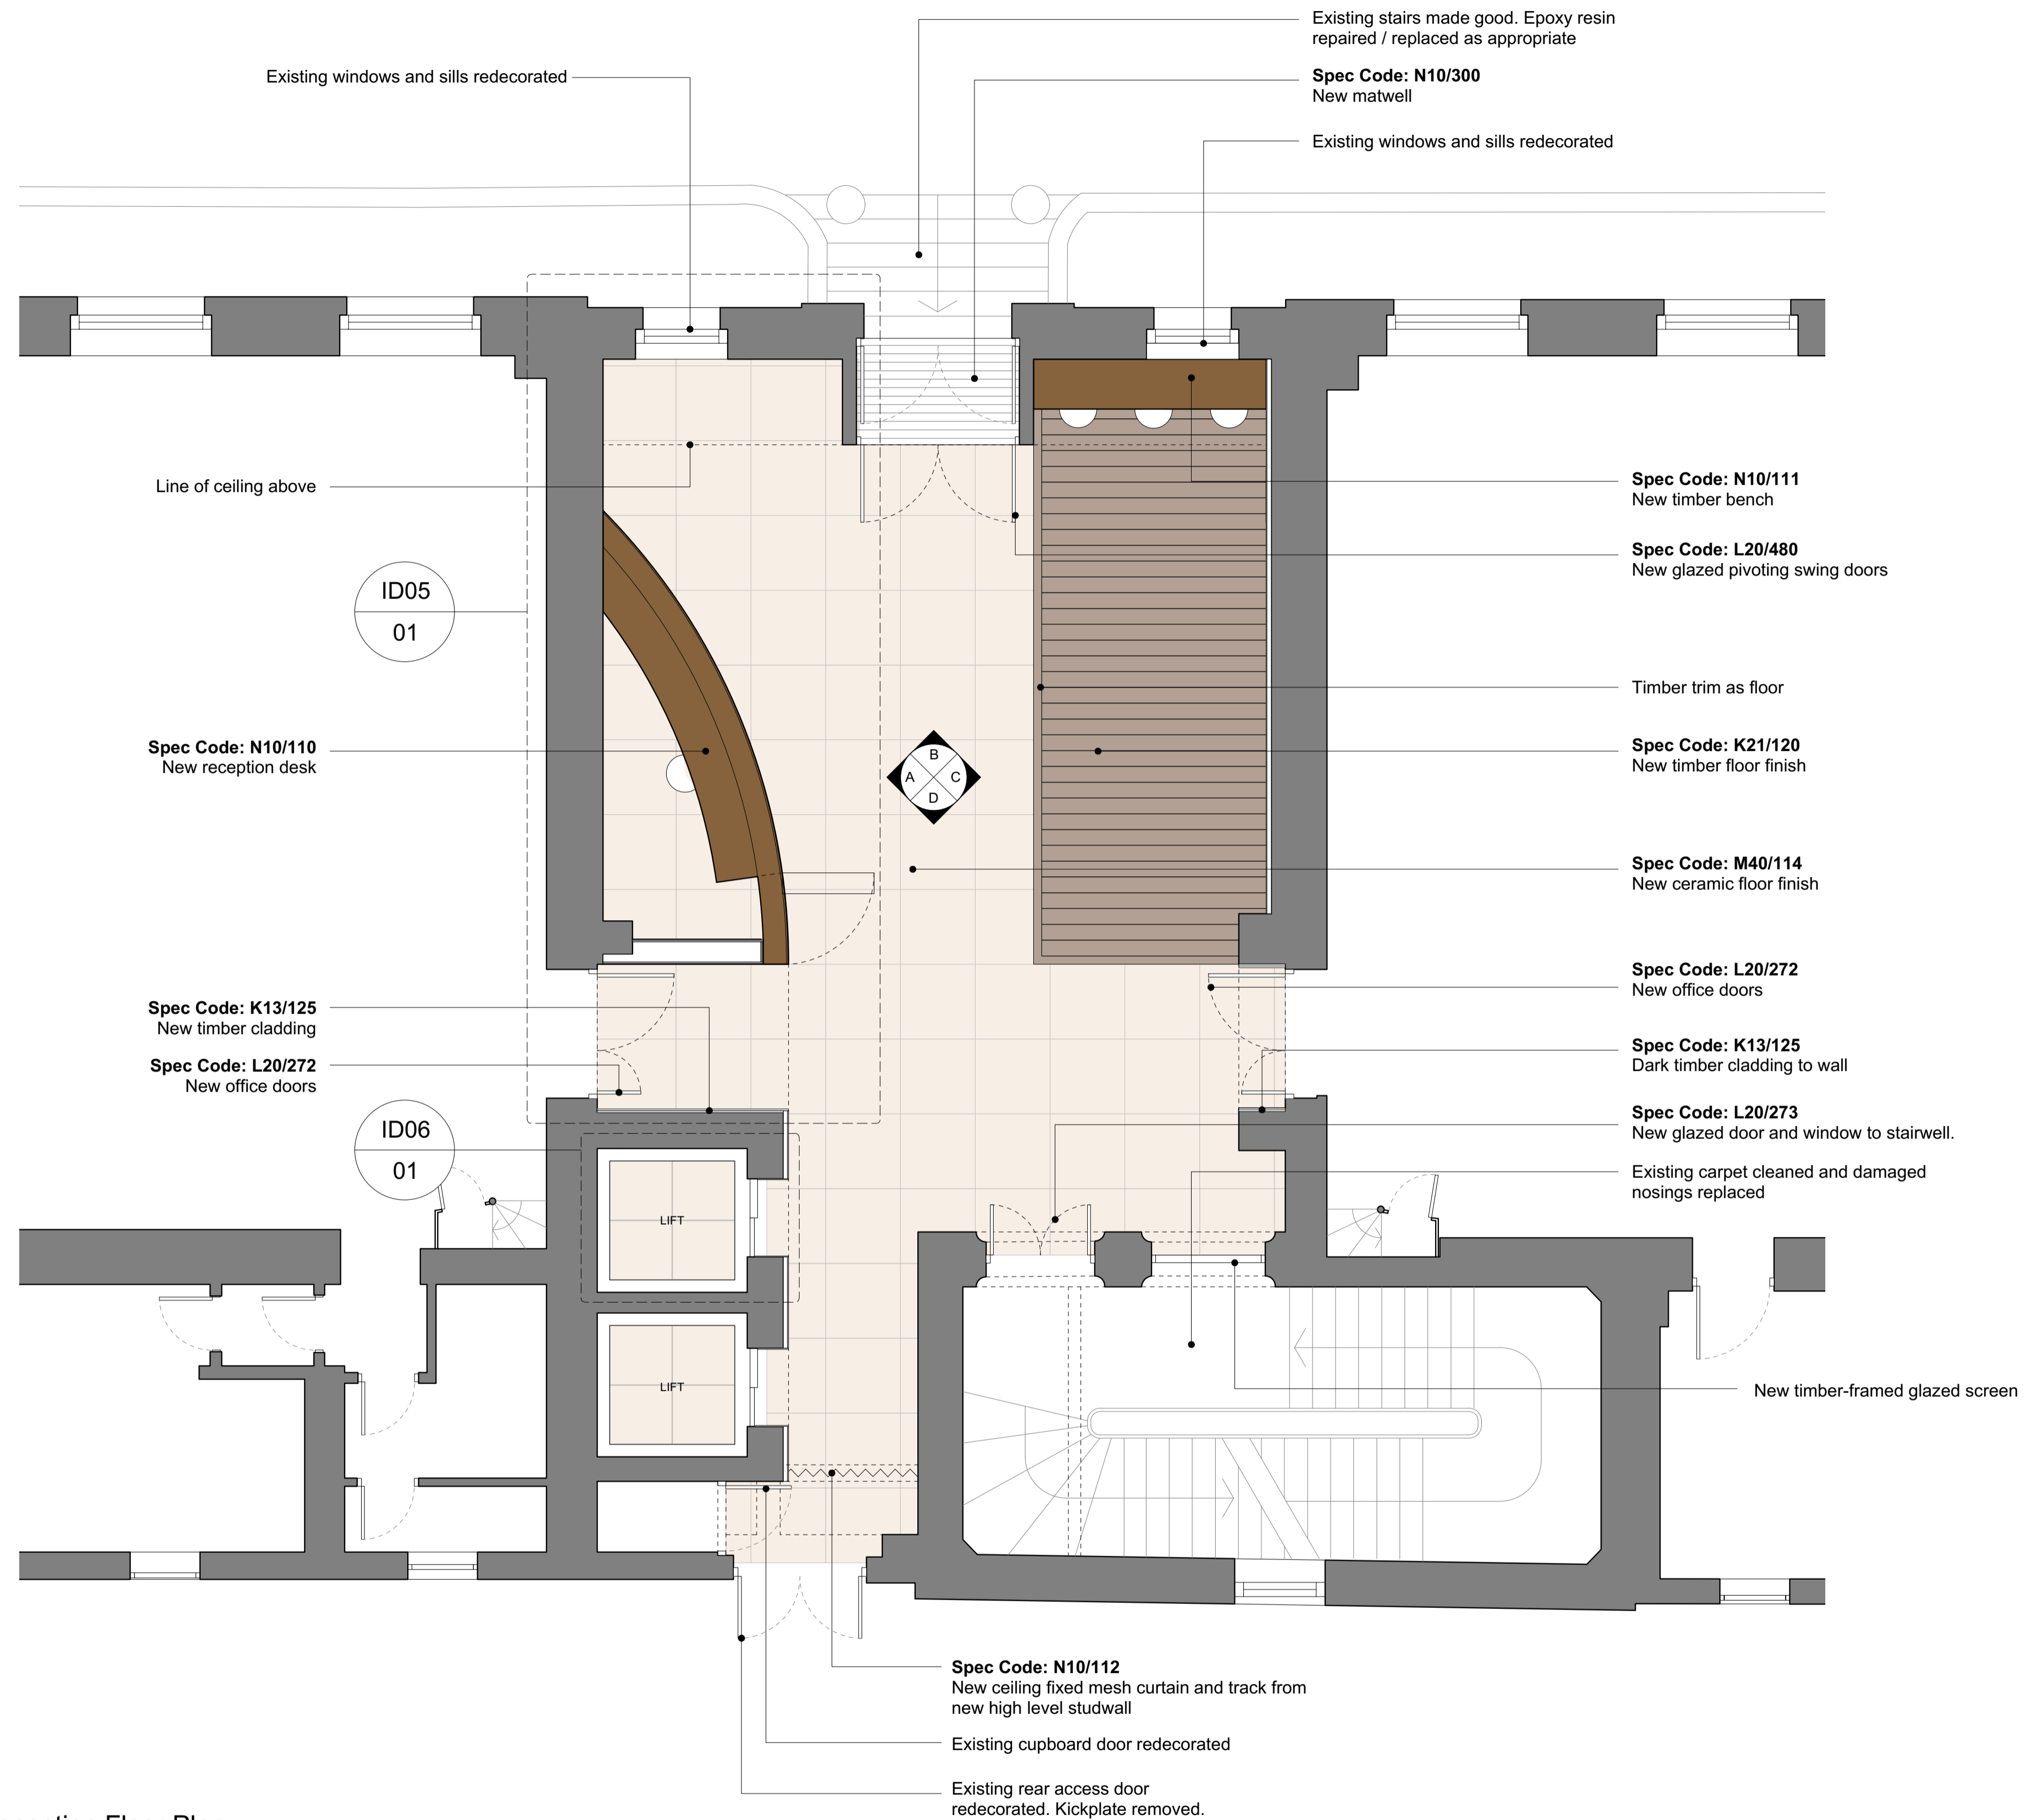 Existing stairs made good. Epoxy resin
repaired / replaced as appropriate
Existing windows and sills redecorated
Spec Code: N10/300
New matwell
Existing windows and sills redecorated
Line of ceiling above
Spec Code: N10/111
New timber bench
Spec Code: L20/480
New glazed pivoting swing doors
ID05
01
Timber trim as floor
Spec Code: N10/110
New reception desk
B
A
C
D
Spec Code: K21/120
New timber floor finish
Spec Code: M40/114
New ceramic floor finish
Spec Code: L20/272
New office doors
Spec Code: K13/125
New timber cladding
Spec Code: K13/125
Dark timber cladding to wall
Spec Code: L20/272
New office doors
Spec Code: L20/273
New glazed door and window to stairwell.
ID06
01
Existing carpet cleaned and damaged
nosings replaced
LIFT
LIFT
New timber-framed glazed screen
Spec Code: N10/112
New ceiling fixed mesh curtain and track from
new high level studwall
Existing cupboard door redecorated
Existing rear access door
redecorated. Kickplate removed.